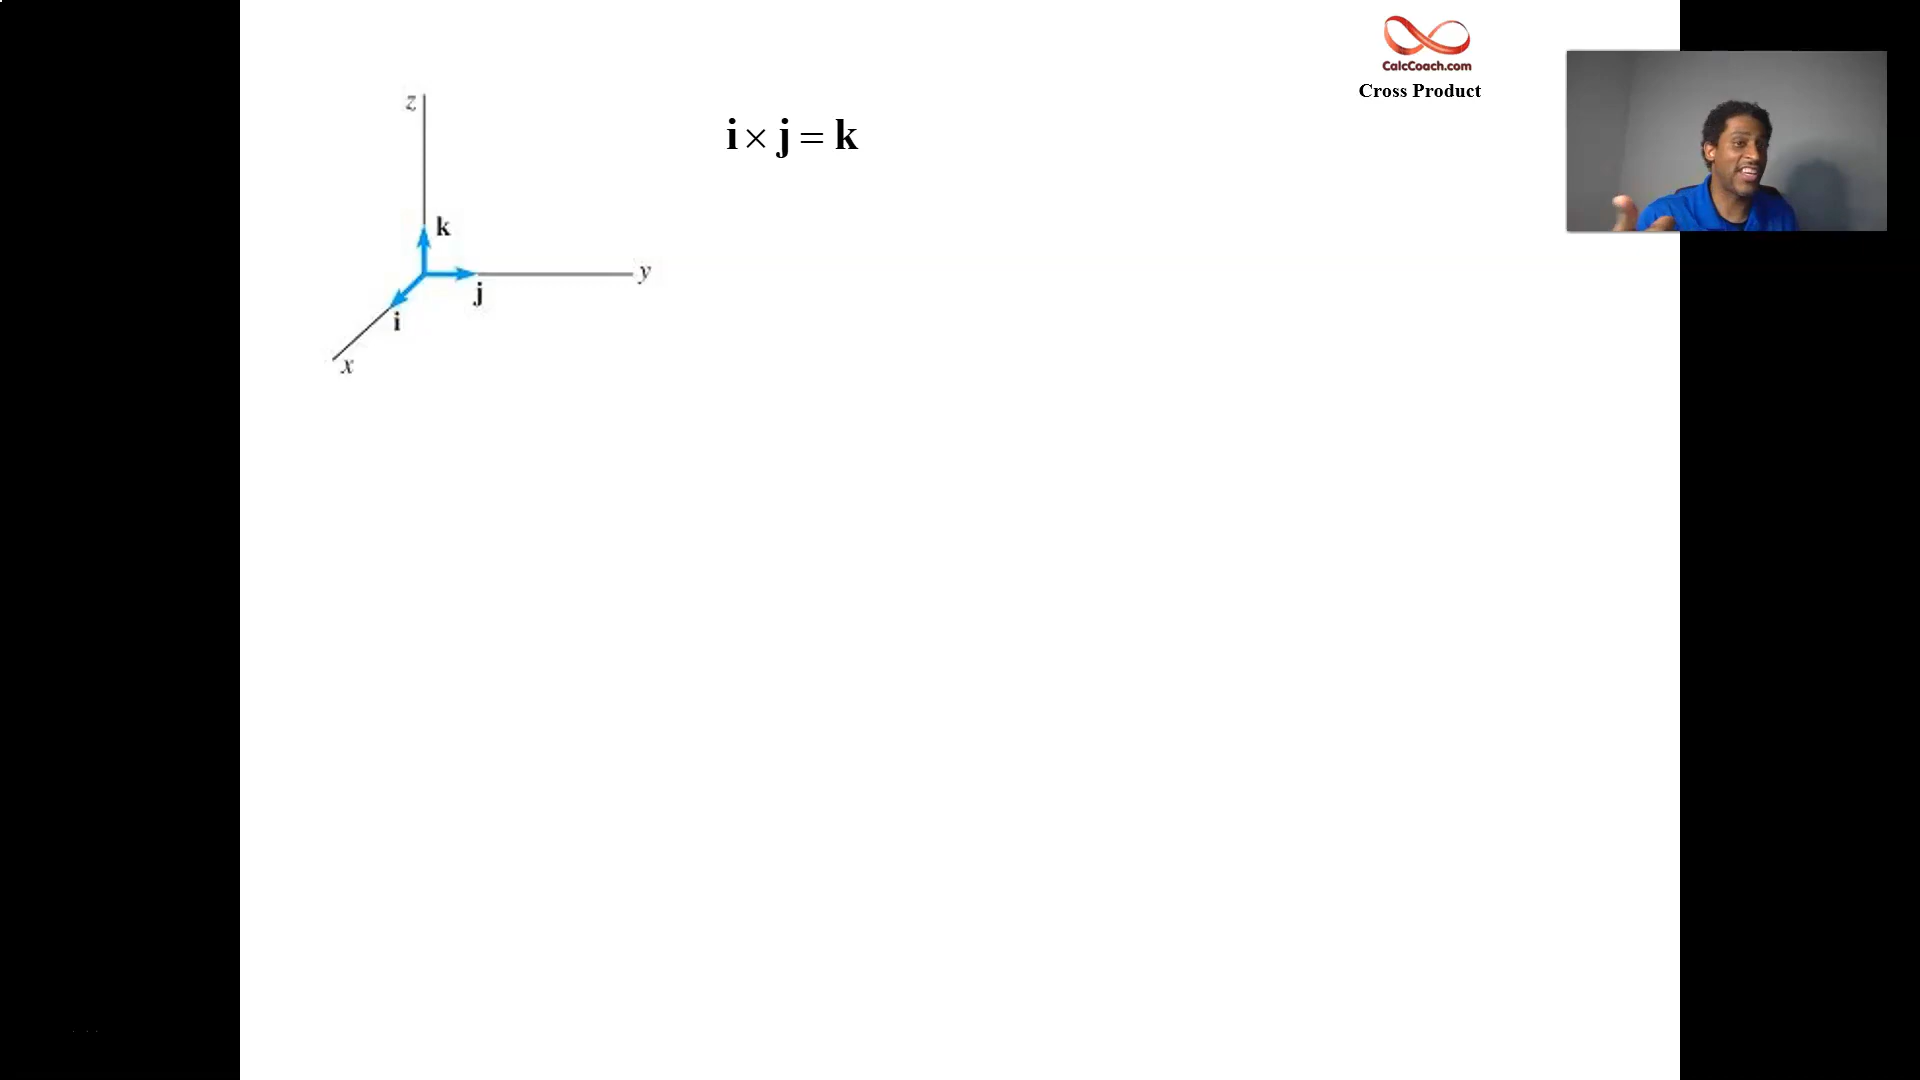 CalcCoach.com
Cross Product
z
i × j = k
k
y
j
i
x